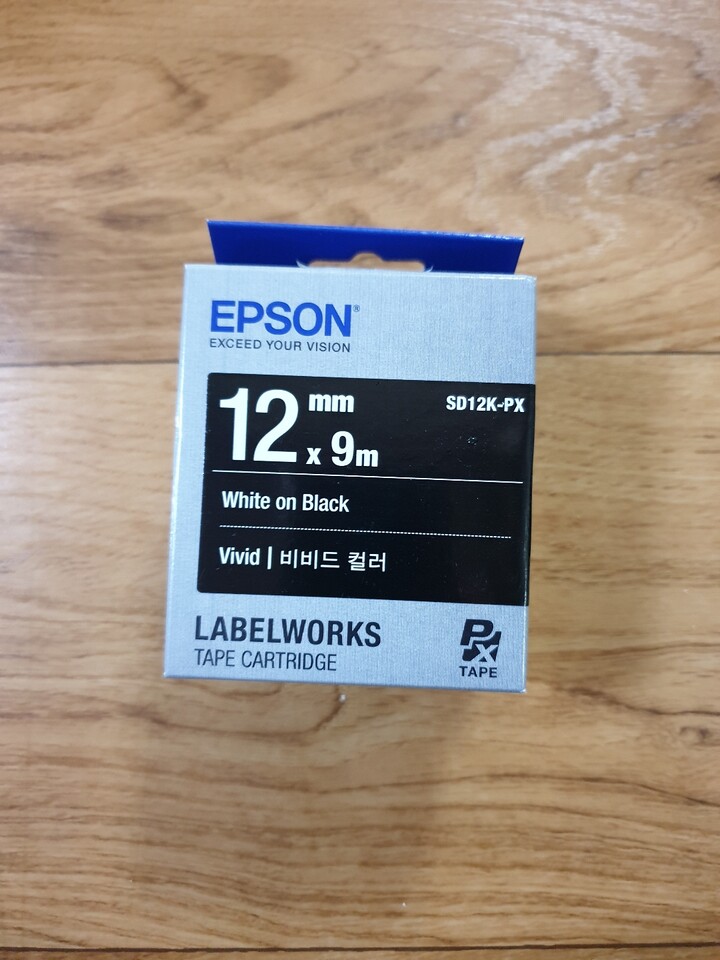 EPSON®
EXCEED YOUR VISION
12 mm x 9m
SD12K-PX
White on Black
Vivid | 비비드 컬러
LABELWORKS
TAPE CARTRIDGE
Px
TAPE